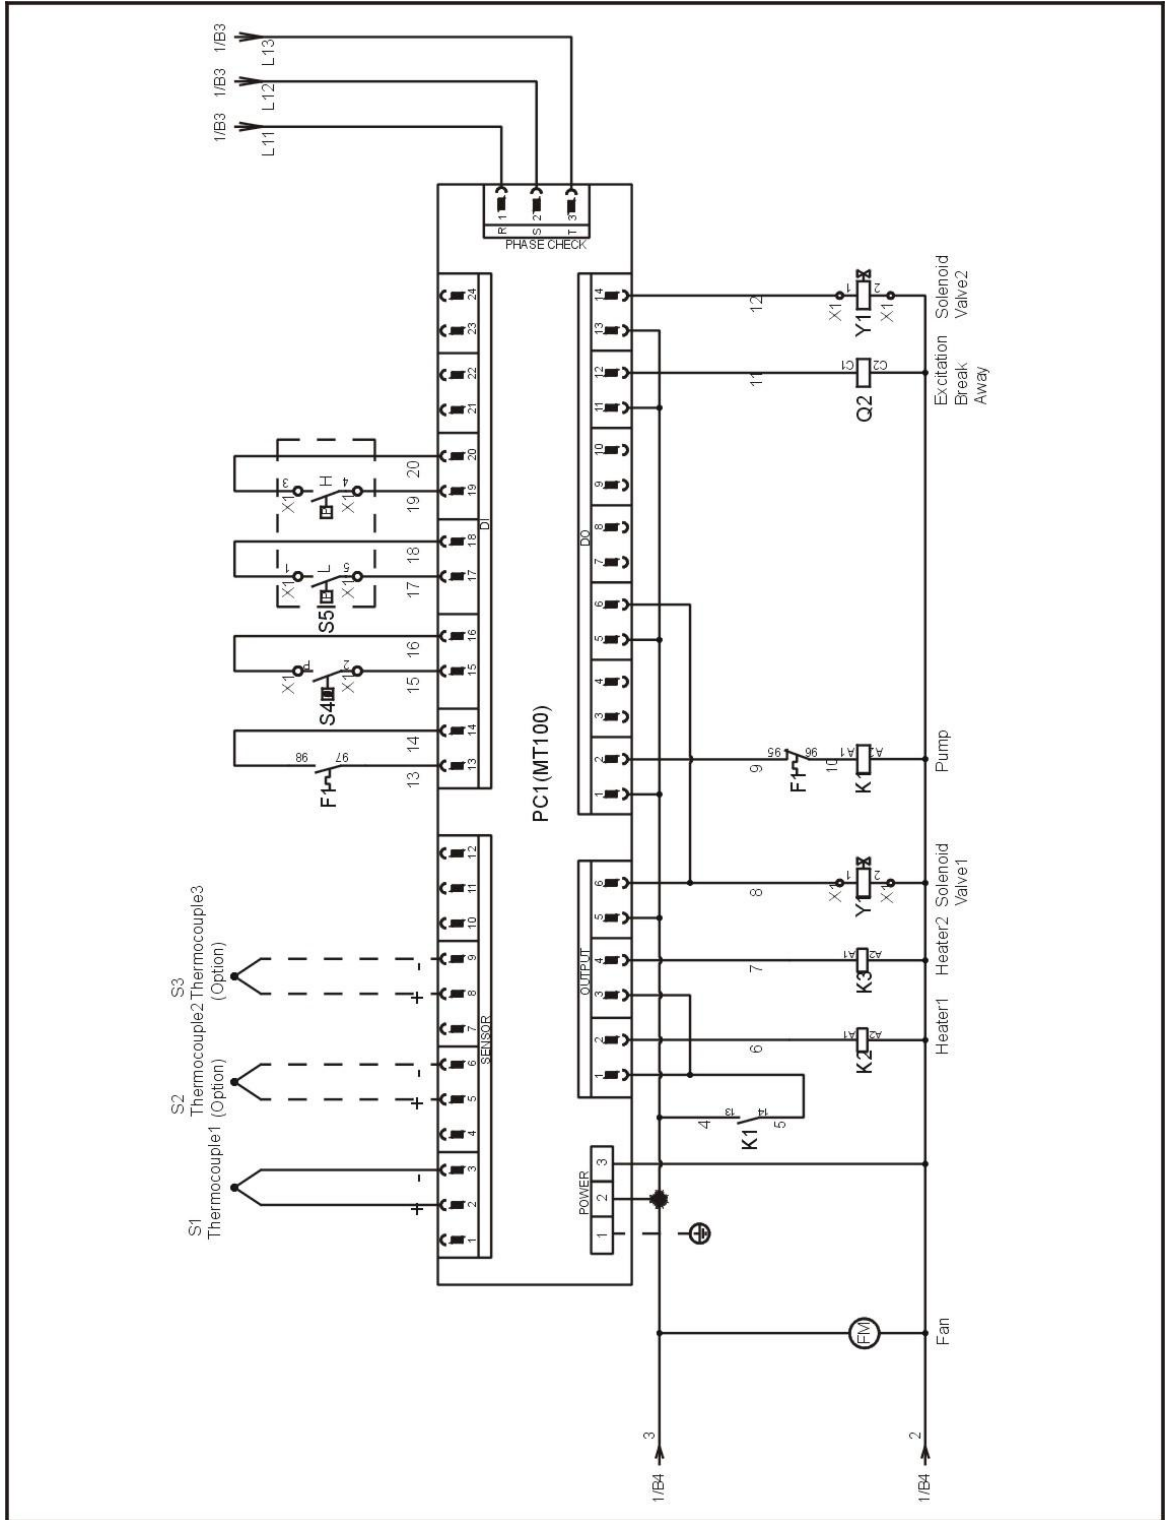 1/B3
L13
1/B3
L12
1/B3
L11
R 1
S 2
T 3
PHASE CHECK
24
23
22
21
20
19
18
17
16
15
14
13
DI
20
19
18
17
16
15
14
13
X1 3
H
X1 4
X1 1
L
X1 5
S5
X1
X1 2
S4
98
97
F1
PC1(MT100)
12
11
10
9
8
7
6
5
4
3
2
1
SENSOR
S3
Thermocouple3
(Option)
-
+
S2
Thermocouple2
(Option)
-
+
S1
Thermocouple1
-
+
14
13
12
11
10
9
8
7
6
5
4
3
2
1
DO
6
5
4
3
2
1
OUTPUT
POWER
3
2
1
12
X1 1
Y1
X1 2
Solenoid
Valve2
11
C1
Q2
C2
Excitation
Break
Away
9
95
F1
96
10
A1
K1
A2
Pump
8
X1 1
Y1
X1 2
Solenoid
Valve1
7
A1
K3
A2
Heater2
6
A1
K2
A2
Heater1
4
13
K1
14
5
FM
Fan
3
1/B4
2
1/B4